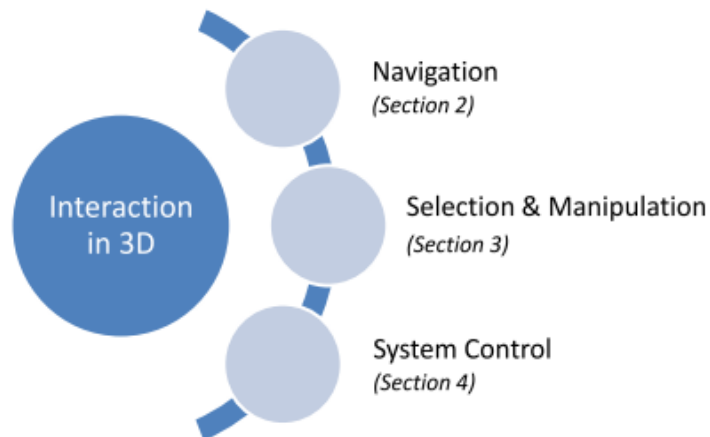 Interaction
in 3D
Navigation
(Section 2)
Selection & Manipulation
(Section 3)
System Control
(Section 4)